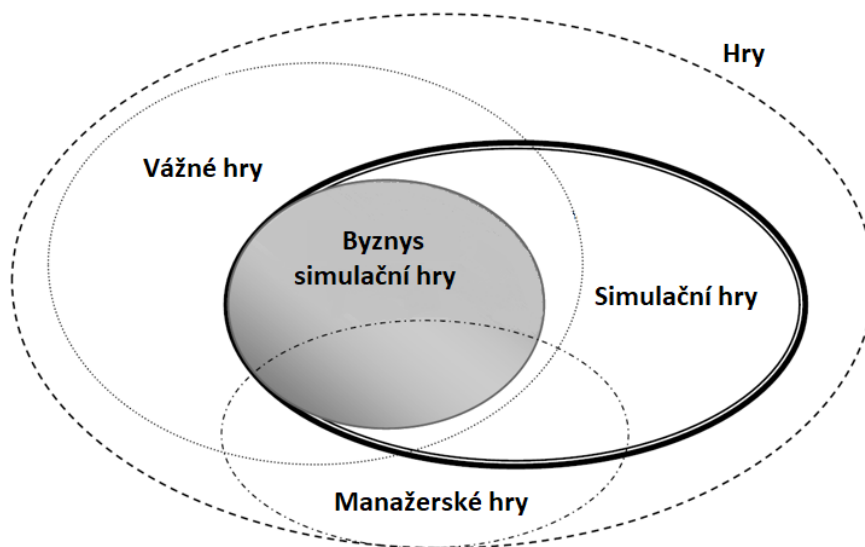 Hry
Vážné hry
Byznys
simulační hry
Simulační hry
Manažerské hry